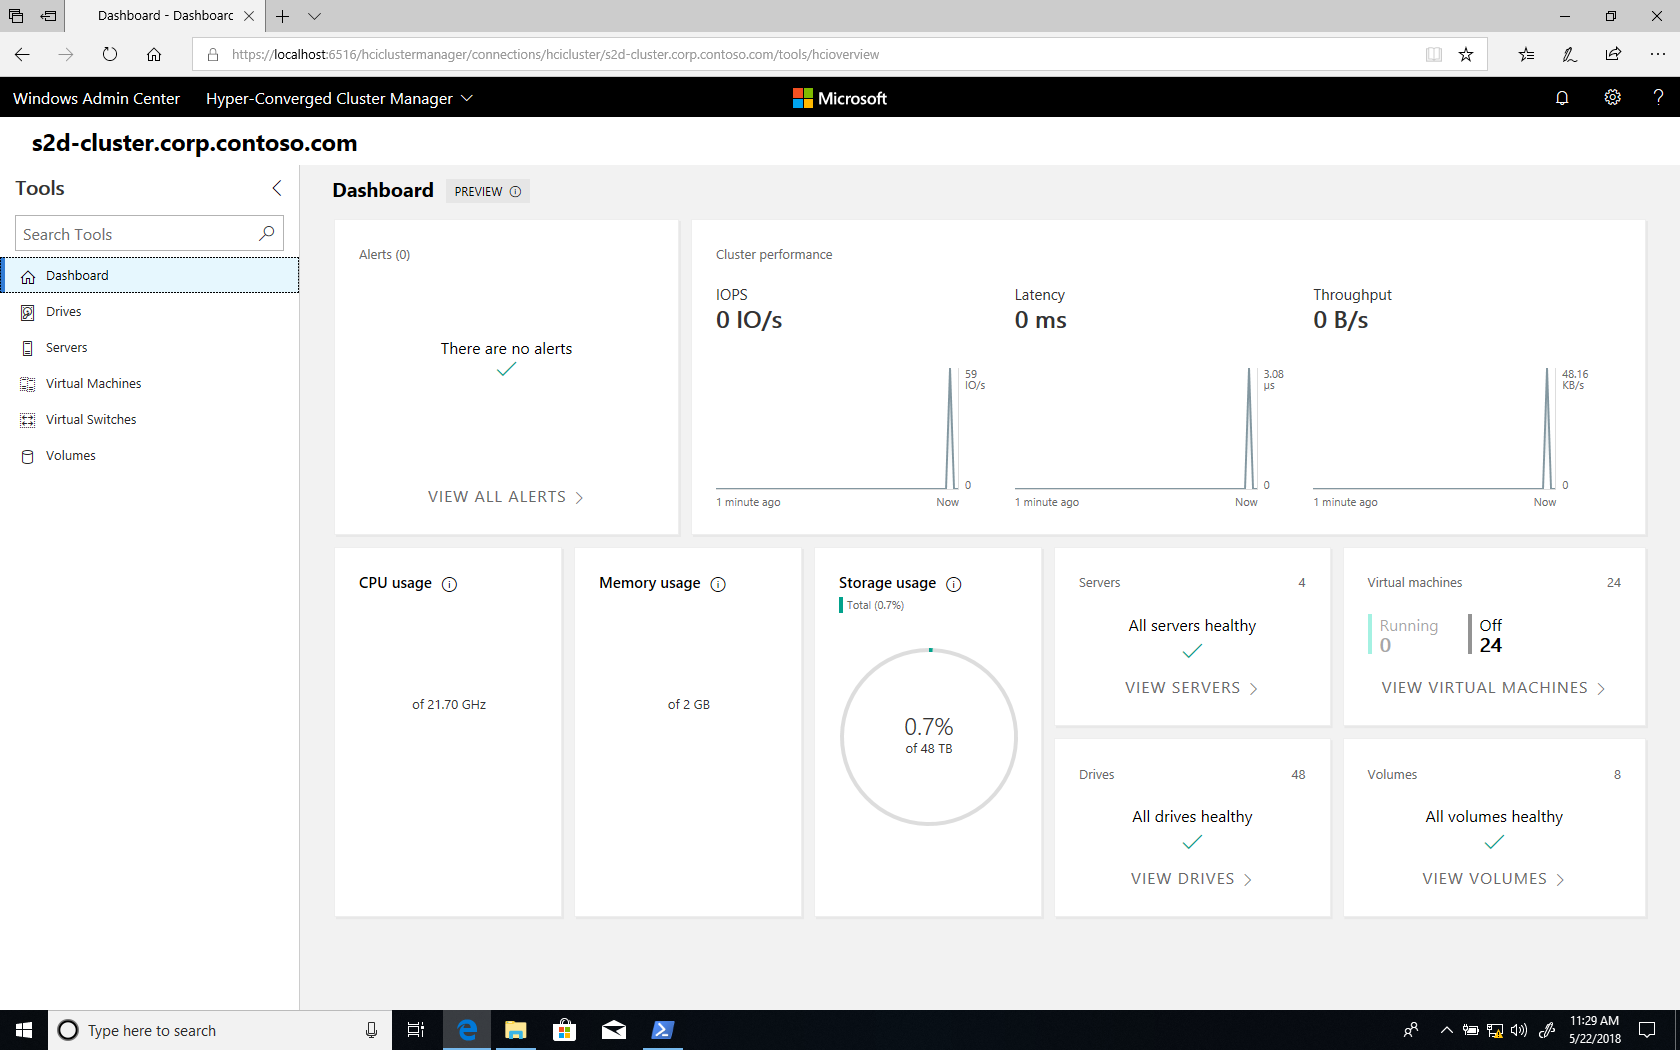 Dashboard - Dashboard
https://localhost:6516/hciclustermanager/connections/hcicluster/s2d-cluster.corp.contoso.com/tools/hcioverview
Windows Admin Center
Hyper-Converged Cluster Manager
Microsoft
?
s2d-cluster.corp.contoso.com
Tools
Search Tools
Dashboard
Drives
Servers
Virtual Machines
Virtual Switches
Volumes
Dashboard
PREVIEW
Alerts (0)
There are no alerts
VIEW ALL ALERTS
Cluster performance
IOPS
0 IO/s
59
IO/s
0
1 minute ago
Now
Latency
0 ms
3.08
µs
0
1 minute ago
Now
Throughput
0 B/s
48.16
KB/s
0
1 minute ago
Now
CPU usage
of 21.70 GHz
Memory usage
of 2 GB
Storage usage
Total (0.7%)
0.7%
of 48 TB
Servers
4
All servers healthy
VIEW SERVERS
Virtual machines
24
Running
0
Off
24
VIEW VIRTUAL MACHINES
Drives
48
All drives healthy
VIEW DRIVES
Volumes
8
All volumes healthy
VIEW VOLUMES
Type here to search
11:29 AM
5/22/2018